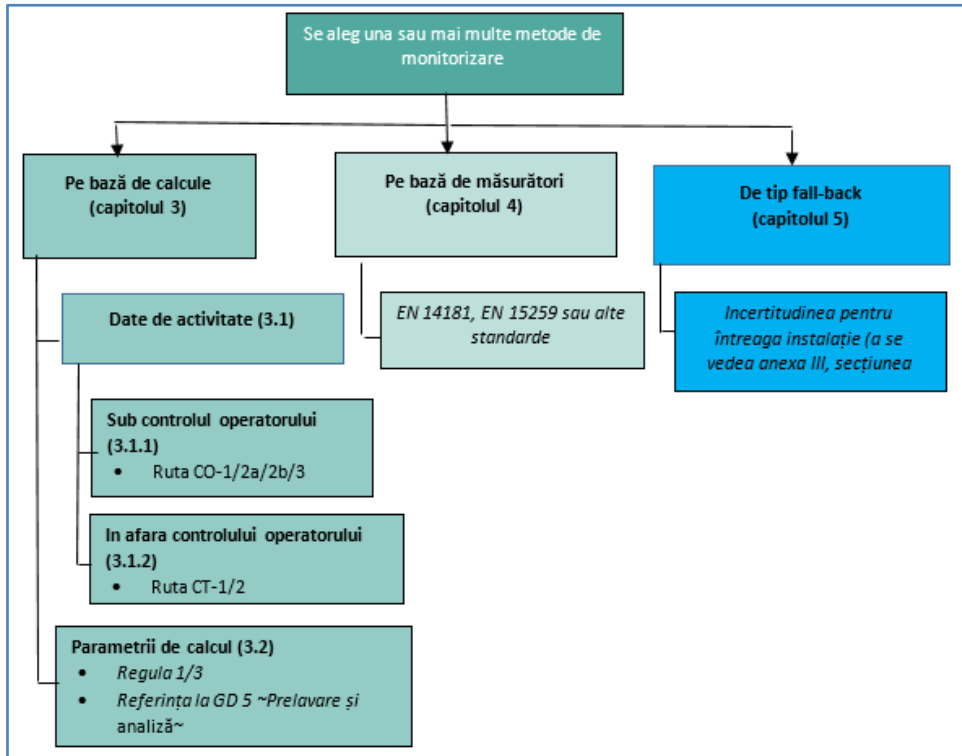 Se aleg una sau mai multe metode de
monitorizare
Pe bază de calcule
(capitolul 3)
Pe bază de măsurători
(capitolul 4)
De tip fall-back
(capitolul 5)
Date de activitate (3.1)
EN 14181, EN 15259 sau alte
standarde
Incertitudinea pentru
întreaga instalație (a se
vedea anexa III, secțiunea
Sub controlul operatorului
(3.1.1)
• Ruta CO-1/2a/2b/3
In afara controlului operatorului
(3.1.2)
• Ruta CT-1/2
Parametrii de calcul (3.2)
• Regula 1/3
• Referința la GD 5 ~Prelavare și
analiză~